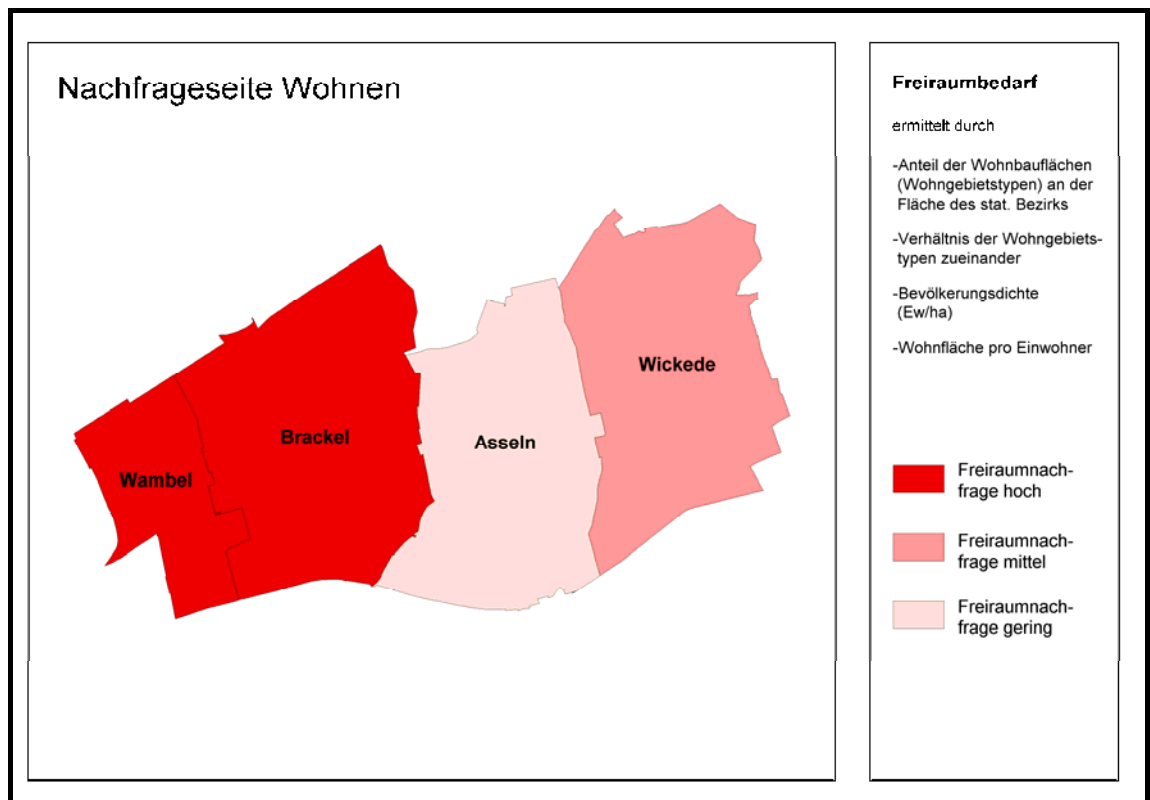 Nachfrageseite Wohnen
Wambel
Brackel
Asseln
Wickede
Freiraumbedarf
ermittelt durch
-Anteil der Wohnbauflächen
(Wohngebietstypen) an der
Fläche des stat. Bezirks
-Verhältnis der Wohngebiets-
typen zueinander
-Bevölkerungsdichte
(Ew/ha)
-Wohnfläche pro Einwohner
Freiraumnach-
frage hoch
Freiraumnach-
frage mittel
Freiraumnach-
frage gering